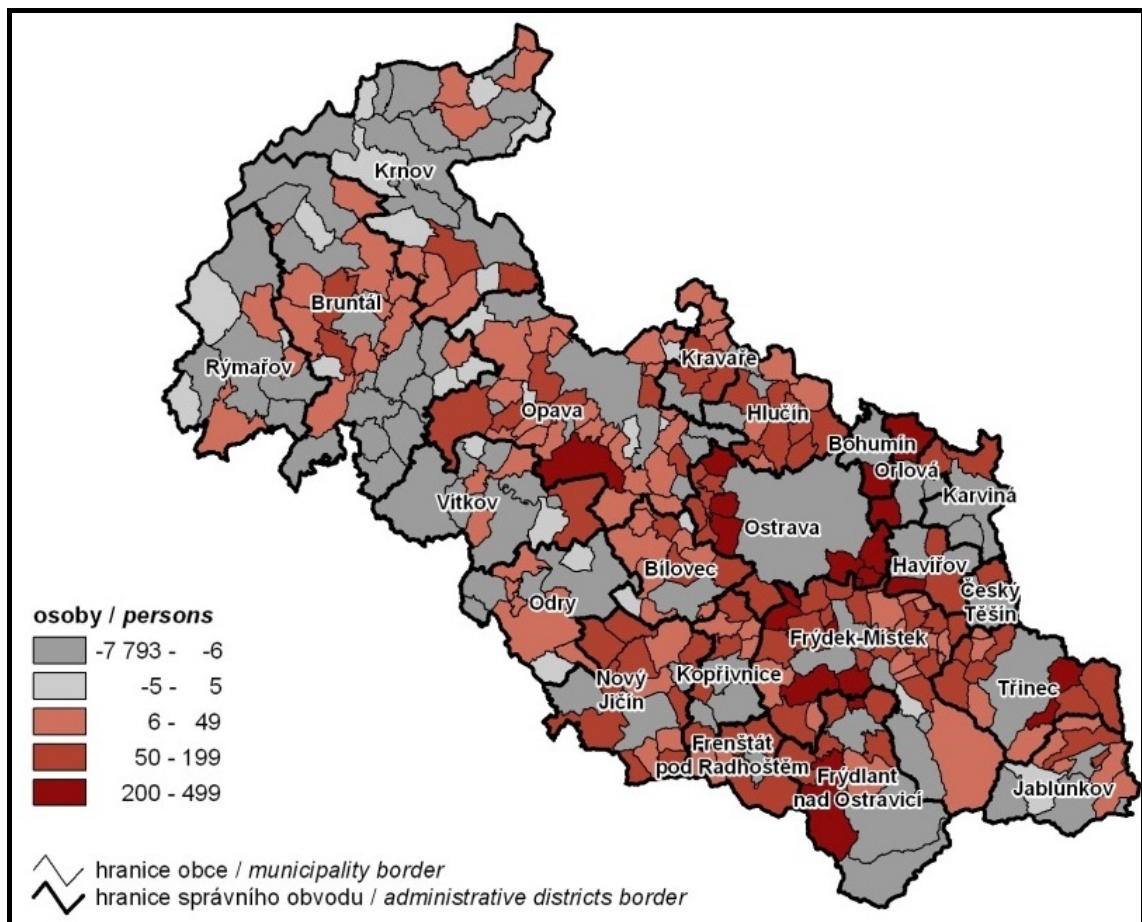 Krnov
Bruntál
Rýmařov
Kravaře
Opava
Hlučín
Bohumín
Orlová
Karviná
Vítkov
Ostrava
Havířov
Bílovec
Český
Těšín
Odry
Frýdek-Místek
Nový
Jičín
Kopřivnice
Třinec
Frenštát
pod Radhoštěm
Frýdlant
nad Ostravicí
Jablunkov
osoby / persons
-7 793 - -6
-5 - 5
6 - 49
50 - 199
200 - 499
hranice obce / municipality border
hranice správního obvodu / administrative districts border